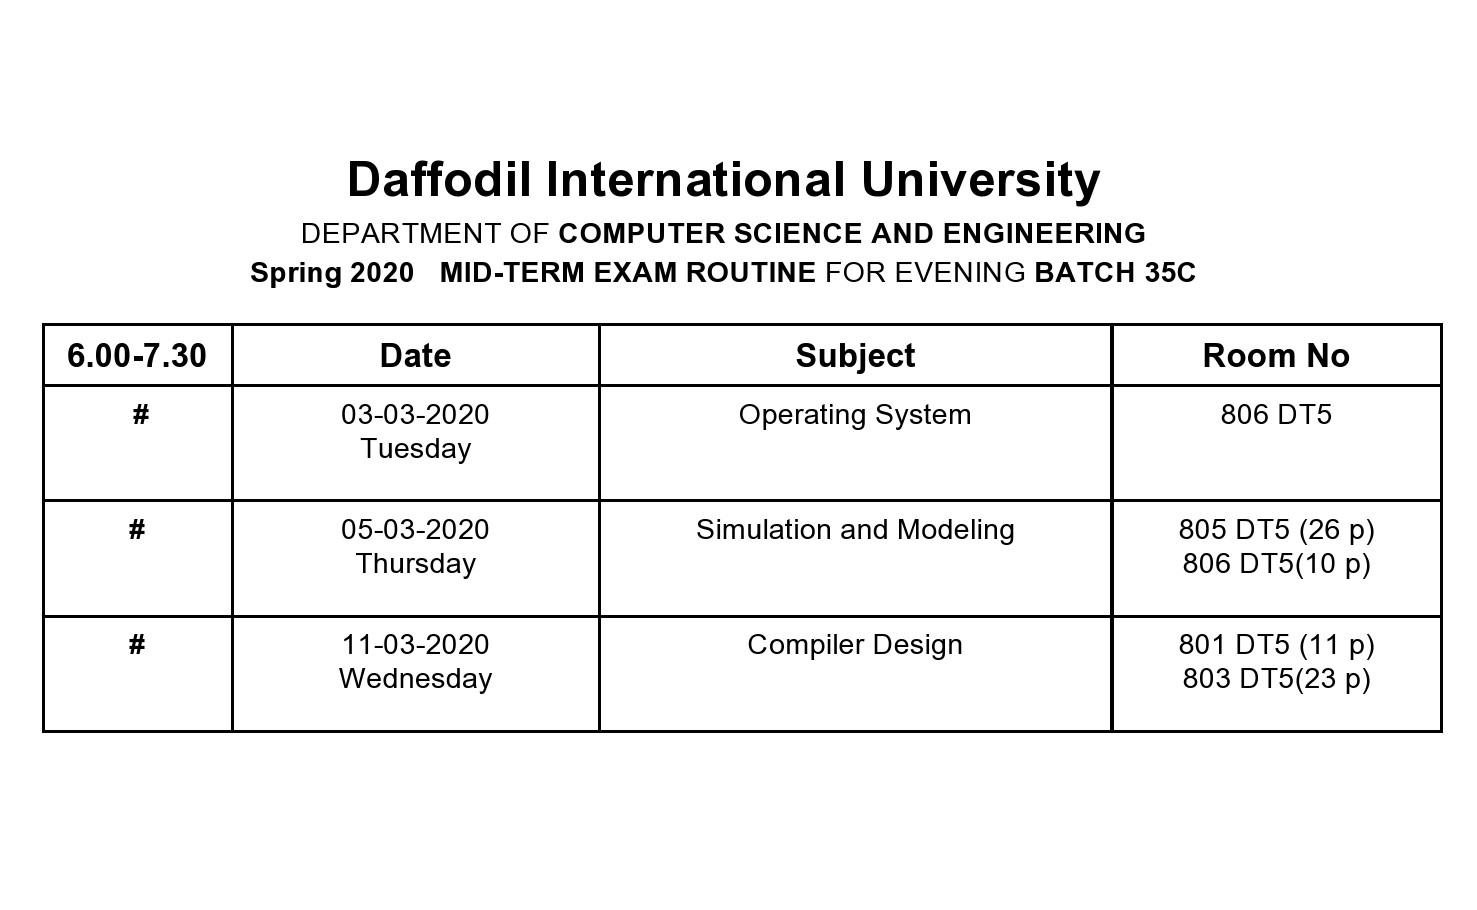 Daffodil International University
DEPARTMENT OF COMPUTER SCIENCE AND ENGINEERING
Spring 2020 MID-TERM EXAM ROUTINE FOR EVENING BATCH 35C
6.00-7.30 Date Subject Room No
# 03-03-2020 Operating System 806 DT5
Tuesday
# 05-03-2020 Simulation and Modeling 805 DT5 (26 p)
Thursday 806 DT5(10 p)
# 11-03-2020 Compiler Design 801 DT5 (11 p)
Wednesday 803 DT5(23 p)